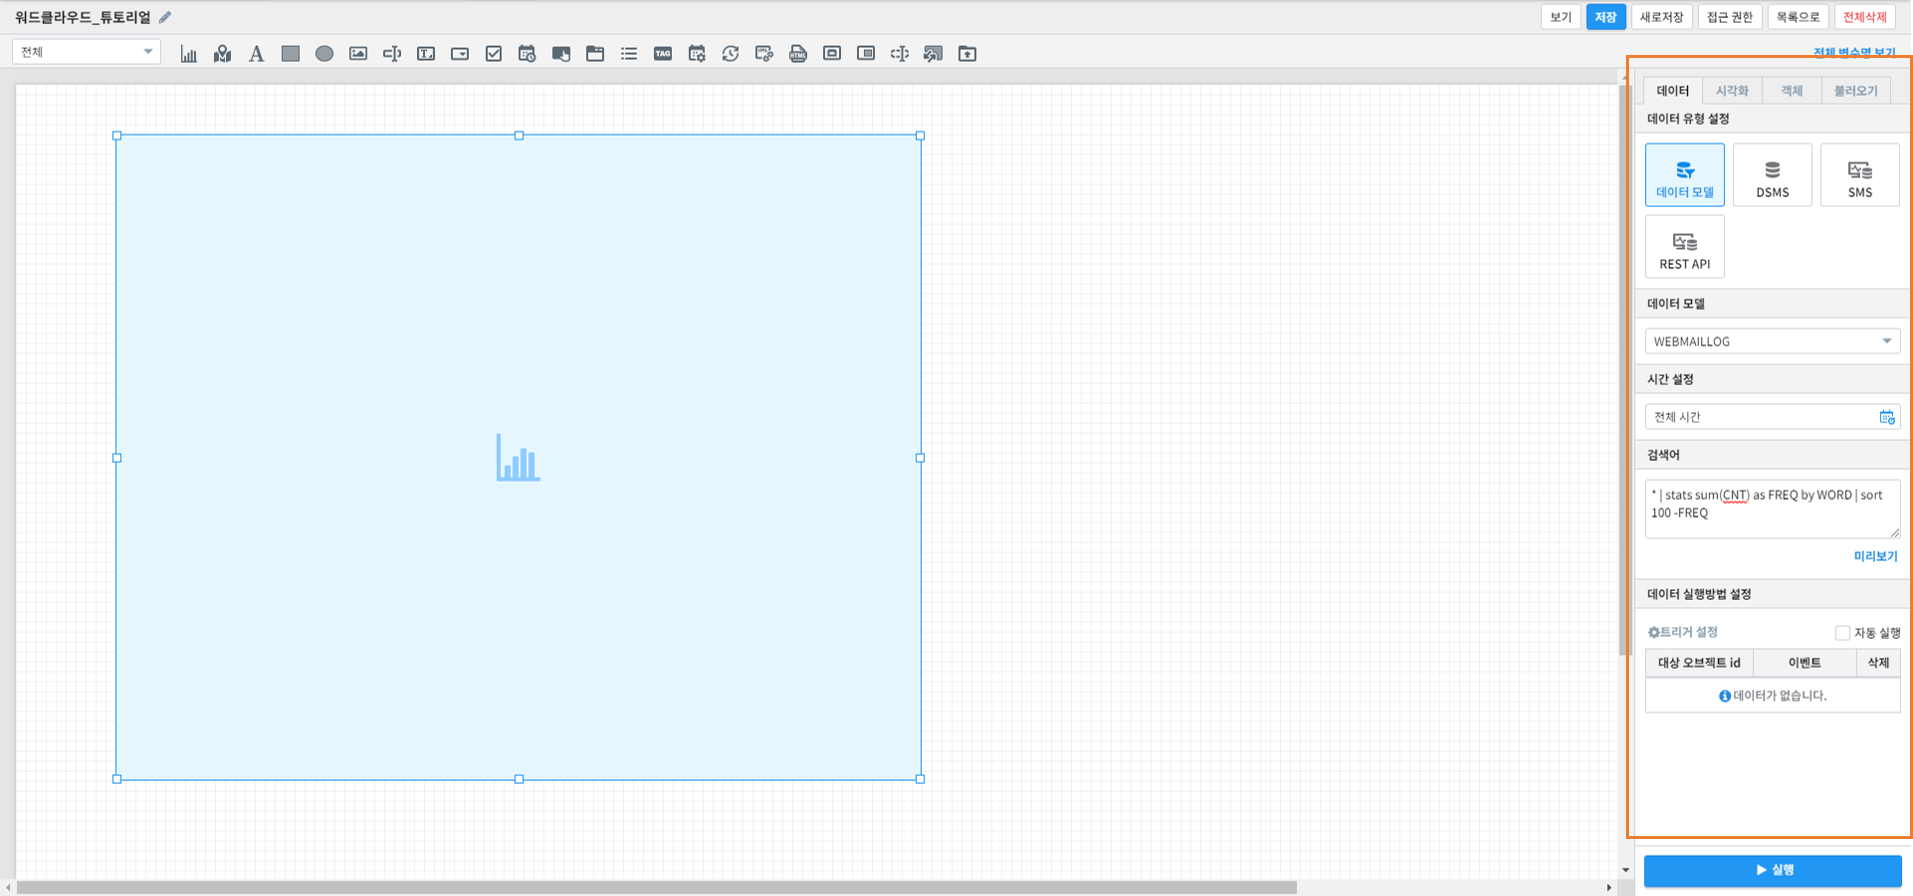 워드클라우드_튜토리얼
보기 저장 새로저장 접근 권한 목록으로 전체삭제
전체
A T TAG HTML
전체 변수명 보기
데이터 시각화 객체 불러오기
데이터 유형 설정
데이터 모델 DSMS SMS
REST API
데이터 모델
WEBMAILLOG
시간 설정
전체 시간
검색어
* | stats sum(CNT) as FREQ by WORD | sort
100 -FREQ
미리보기
데이터 실행방법 설정
트리거 설정 자동 실행
대상 오브젝트 id 이벤트 삭제
데이터가 없습니다.
실행